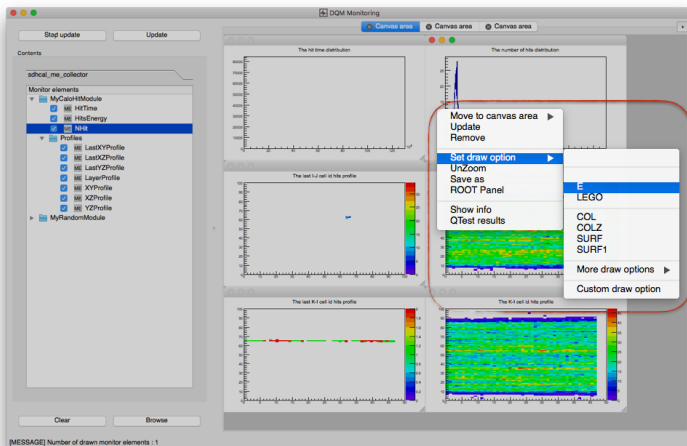 DQM Monitoring
Canvas area
Canvas area
Canvas area
Stop update
Update
Contents
sdhcal_me_collector
Monitor elements
MyCaloHitModule
ME HitTime
ME HitsEnergy
ME NHit
Profiles
ME LastXYProfile
ME LastXZProfile
ME LastYZProfile
ME LayerProfile
ME XYProfile
ME XZProfile
ME YZProfile
MyRandomModule
Clear
Browse
[MESSAGE] Number of drawn monitor elements : 1
The hit time distribution
The number of hits distribution
The last I-J cell id hits profile
The last K-I cell id hits profile
The K-I cell id hits profile
Move to canvas area
Update
Remove
Set draw option
UnZoom
Save as
ROOT Panel
Show info
QTest results
E
LEGO
COL
COLZ
SURF
SURF1
More draw options
Custom draw option